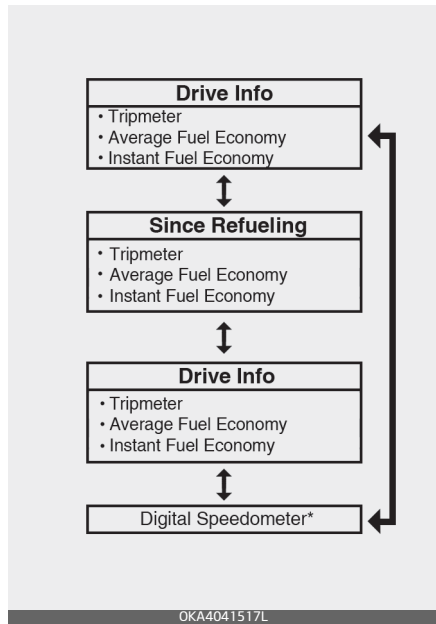 Drive Info
• Tripmeter
• Average Fuel Economy
• Instant Fuel Economy
Since Refueling
• Tripmeter
• Average Fuel Economy
• Instant Fuel Economy
Drive Info
• Tripmeter
• Average Fuel Economy
• Instant Fuel Economy
Digital Speedometer*
OKA4041517L